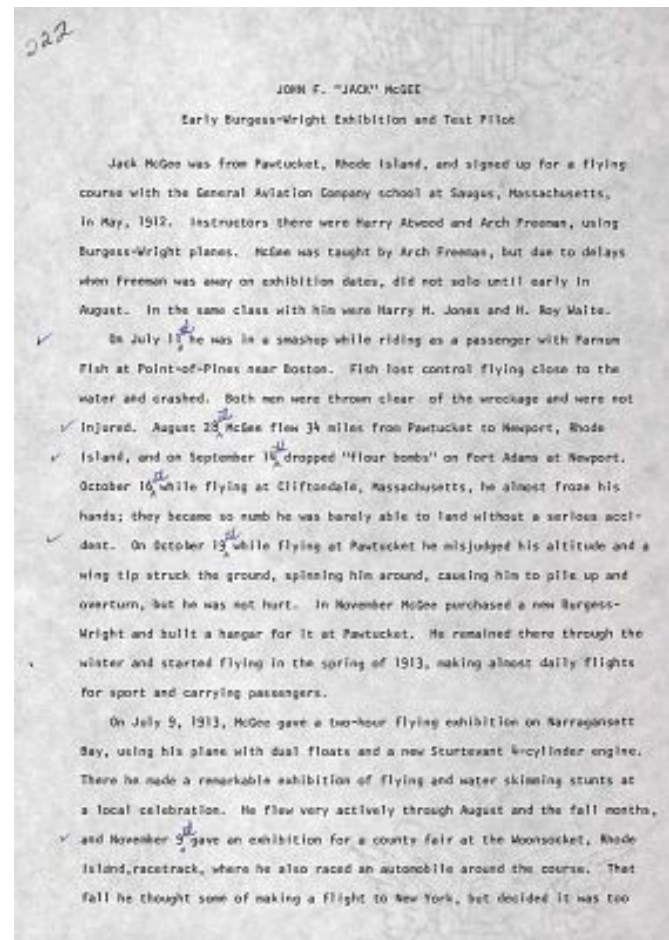 222
JOHN F. "JACK" McGEE
Early Burgess-Wright Exhibition and Test Pilot
Jack McGee was from Pawtucket, Rhode Island, and signed up for a flying
course with the General Aviation Company school at Saugus, Massachusetts,
in May, 1912. Instructors there were Harry Atwood and Arch Freeman, using
Burgess-Wright planes. McGee was taught by Arch Freeman, but due to delays
when Freeman was away on exhibition dates, did not solo until early in
August. In the same class with him were Harry M. Jones and H. Roy Waite.
On July 11 he was in a smashup while riding as a passenger with Farnum
Fish at Point-of-Pines near Boston. Fish lost control flying close to the
water and crashed. Both men were thrown clear of the wreckage and were not
injured. August 28 McGee flew 34 miles from Pawtucket to Newport, Rhode
Island, and on September 14 dropped "flour bombs" on Fort Adams at Newport.
October 16 while flying at Cliftondale, Massachusetts, he almost froze his
hands; they became so numb he was barely able to land without a serious acci-
dent. On October 19 while flying at Pawtucket he misjudged his altitude and a
wing tip struck the ground, spinning him around, causing him to pile up and
overturn, but he was not hurt. In November McGee purchased a new Burgess-
Wright and built a hangar for it at Pawtucket. He remained there through the
winter and started flying in the spring of 1913, making almost daily flights
for sport and carrying passengers.
On July 9, 1913, McGee gave a two-hour flying exhibition on Narragansett
Bay, using his plane with dual floats and a new Sturtevant 4-cylinder engine.
There he made a remarkable exhibition of flying and water skimming stunts at
a local celebration. He flew very actively through August and the fall months,
and November 9 gave an exhibition for a county fair at the Woonsocket, Rhode
Island,racetrack, where he also raced an automobile around the course. That
fall he thought some of making a flight to New York, but decided it was too